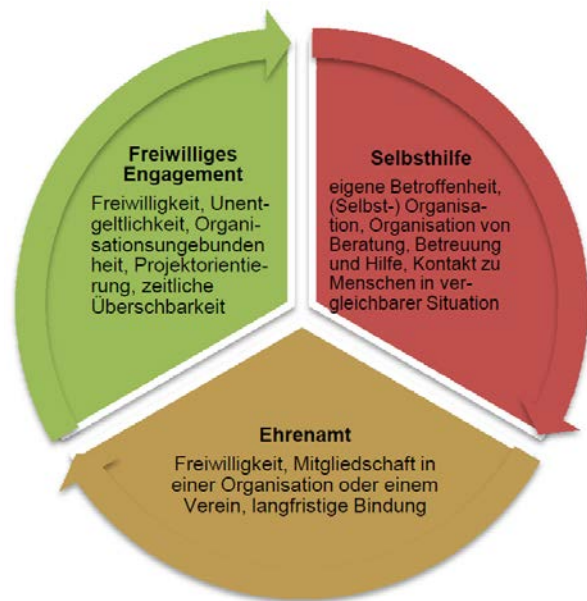 Freiwilliges
Engagement
Freiwilligkeit, Unent-
geltlichkeit, Organi-
sationsungebunden
heit, Projektorientie-
rung, zeitliche
Überschbarkeit
Selbsthilfe
eigene Betroffenheit,
(Selbst-) Organisa-
tion, Organisation von
Beratung, Betreuung
und Hilfe, Kontakt zu
Menschen in ver-
gleichbarer Situation
Ehrenamt
Freiwilligkeit, Mitgliedschaft in
einer Organisation oder einem
Verein, langfristige Bindung